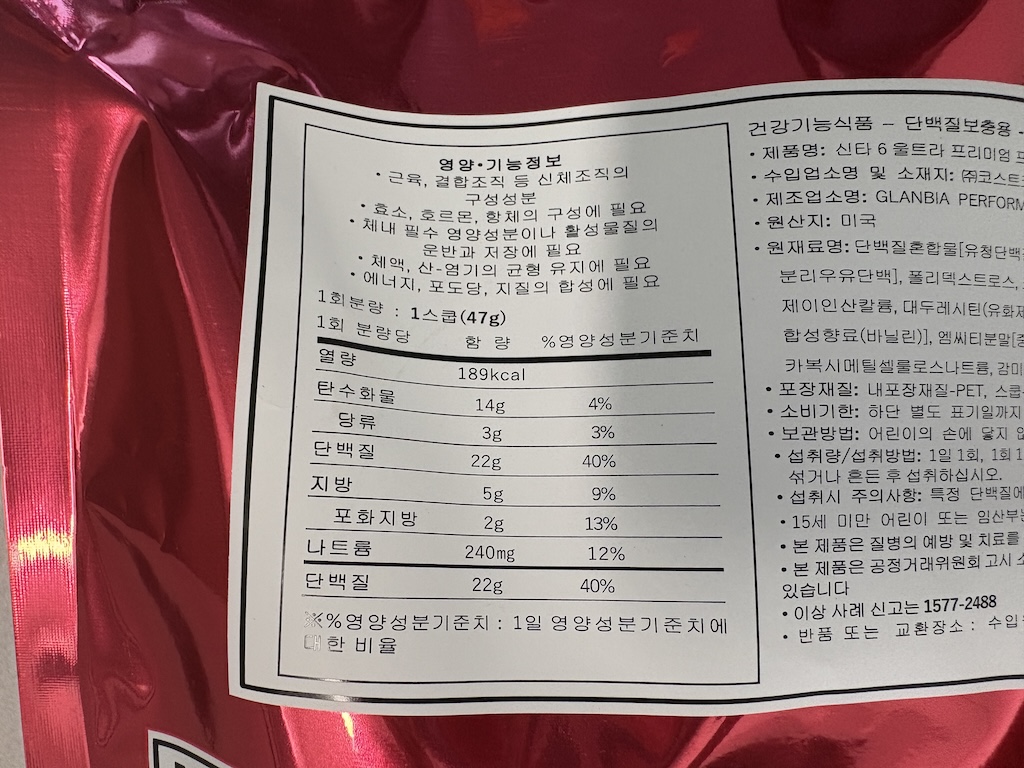 영양•기능정보
• 근육, 결합조직 등 신체조직의
구성성분
• 효소, 호르몬, 항체의 구성에 필요
• 체내 필수 영양성분이나 활성물질의
운반과 저장에 필요
• 체액, 산-염기의 균형 유지에 필요
• 에너지, 포도당, 지질의 합성에 필요
1회분량 : 1스쿱(47g)
1회 분량당 함 량 %영양성분기준치
열량 189kcal
탄수화물 14g 4%
당류 3g 3%
단백질 22g 40%
지방 5g 9%
포화지방 2g 13%
나트륨 240mg 12%
단백질 22g 40%
※%영양성분기준치 : 1일 영양성분기준치에
대한 비율
건강기능식품 – 단백질보충용
• 제품명: 신타 6 울트라 프리미엄
• 수입업소명 및 소재지: ㈜코스트
• 제조업소명: GLANBIA PERFORM
• 원산지: 미국
• 원재료명: 단백질혼합물[유청단백
분리우유단백], 폴리덱스트로스,
제이인산칼륨, 대두레시틴(유화제
합성향료(바닐린)], 엠씨티분말[
카복시메틸셀룰로스나트륨, 감미
• 포장재질: 내포장재질-PET, 스쿱
• 소비기한: 하단 별도 표기일까지
• 보관방법: 어린이의 손에 닿지
• 섭취량/섭취방법: 1일 1회, 1회 1
섞거나 흔든 후 섭취하십시오.
• 섭취시 주의사항: 특정 단백질에
• 15세 미만 어린이 또는 임산부
• 본 제품은 질병의 예방 및 치료를
• 본 제품은 공정거래위원회 고시
있습니다
• 이상 사례 신고는 1577-2488
• 반품 또는 교환장소 : 수입